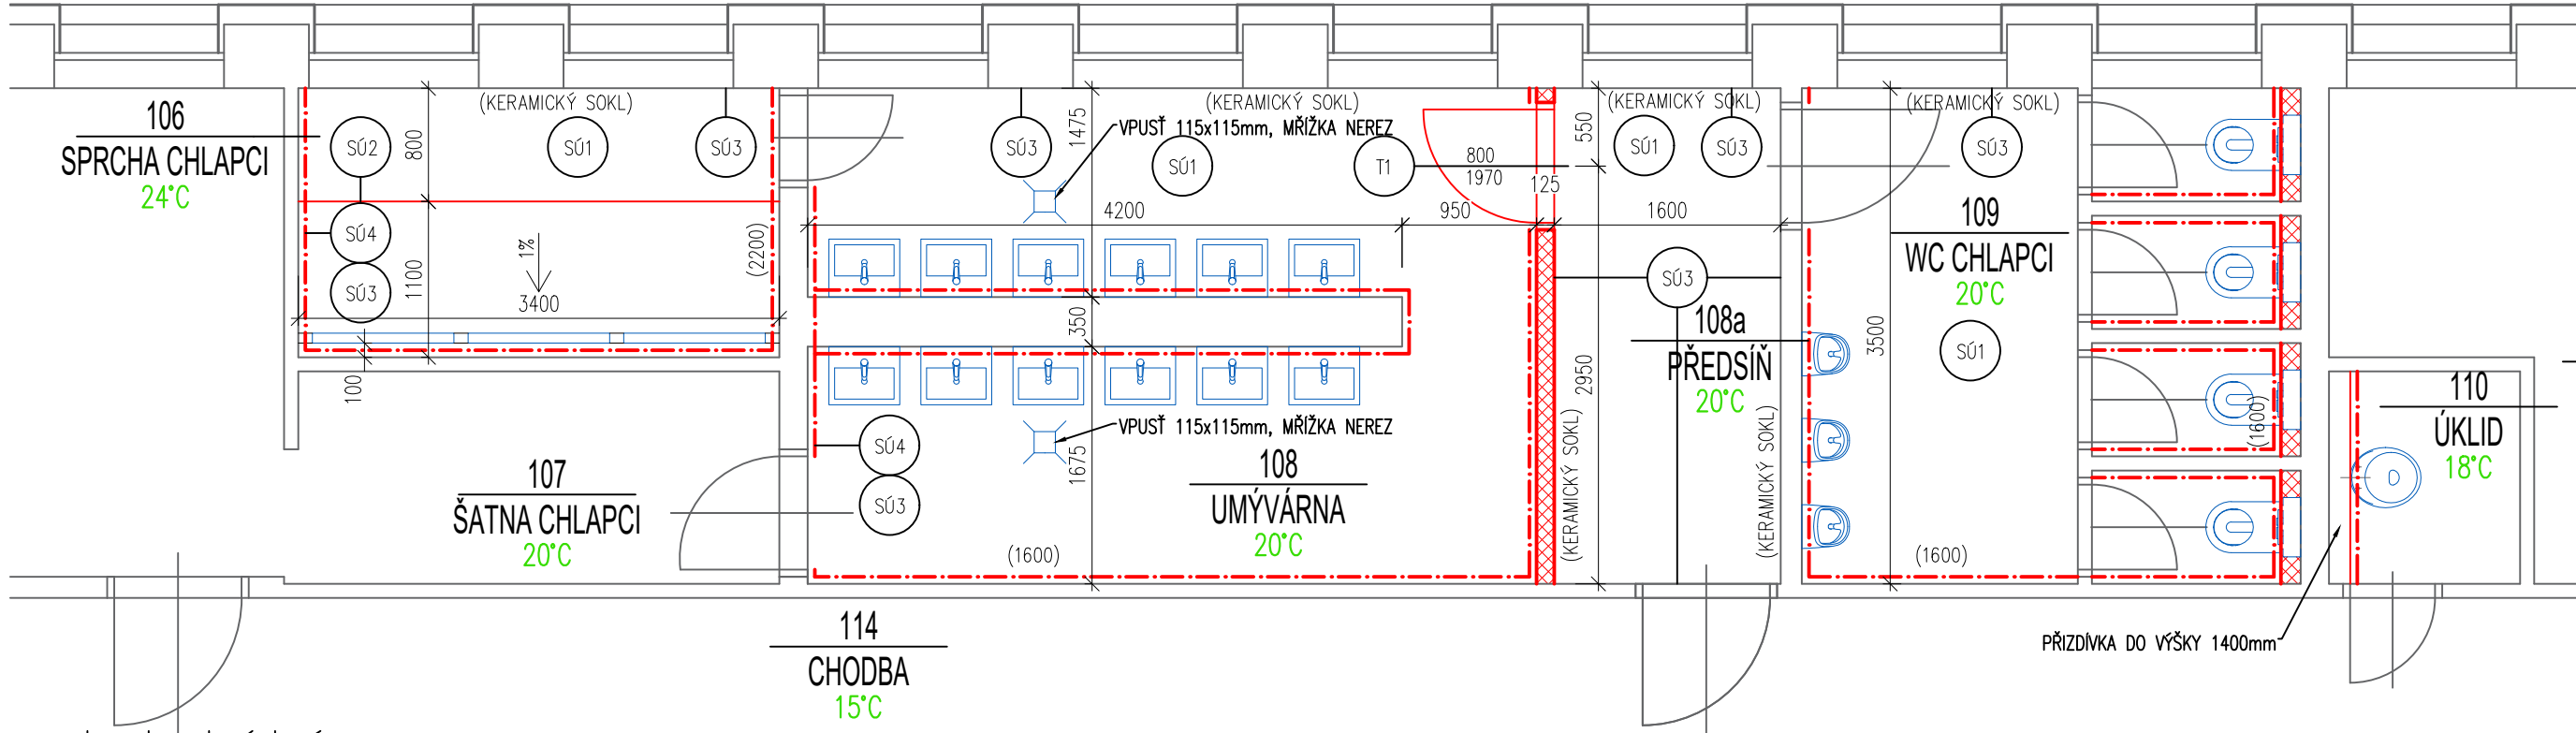 106
SPRCHA CHLAPCI
24°C
SÚ2
SÚ4
SÚ3
800
1100
(KERAMICKÝ SOKL)
SÚ1
SÚ3
1%
3400
(2200)
100
107
ŠATNA CHLAPCI
20°C
SÚ3
1475
VPUSŤ 115x115mm, MŘÍŽKA NEREZ
(KERAMICKÝ SOKL)
SÚ1
T1
800
1970
125
4200
950
1600
350
VPUSŤ 115x115mm, MŘÍŽKA NEREZ
SÚ4
SÚ3
1675
(1600)
108
UMÝVÁRNA
20°C
(KERAMICKÝ SOKL)
550
SÚ1
SÚ3
SÚ3
2950
108a
PŘEDSÍŇ
20°C
(KERAMICKÝ SOKL)
(KERAMICKÝ SOKL)
(KERAMICKÝ SOKL)
SÚ3
109
WC CHLAPCI
20°C
3500
SÚ1
(1600)
(1600)
110
ÚKLID
18°C
PŘIZDÍVKA DO VÝŠKY 1400mm
114
CHODBA
15°C